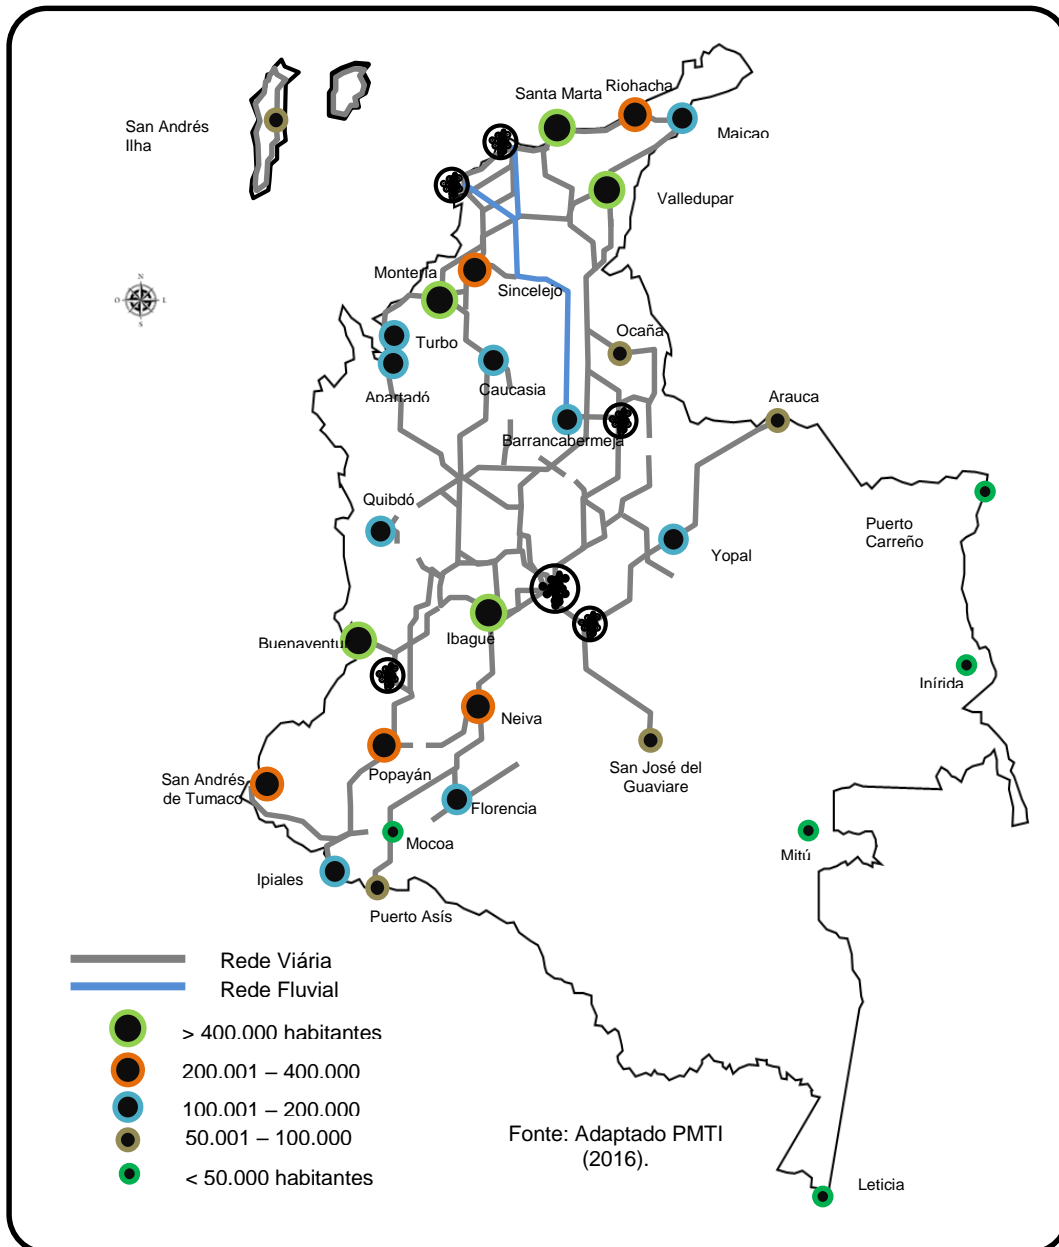 Santa Marta
Riohacha
San Andrés
Ilha
Maicao
Valledupar
N
O
L
S
Montería
Sincelejo
Turbo
Ocaña
Apartadó
Caucasia
Arauca
Barrancabermeja
Quibdó
Puerto
Carreño
Yopal
Buenaventu
Ibagué
Inírida
Neiva
San Andrés
de Tumaco
Popayán
San José del
Guaviare
Florencia
Mocoa
Mitú
Ipiales
Puerto Asís
Rede Viária
Rede Fluvial
> 400.000 habitantes
200.001 – 400.000
100.001 – 200.000
50.001 – 100.000
< 50.000 habitantes
Fonte: Adaptado PMTI
(2016).
Leticia